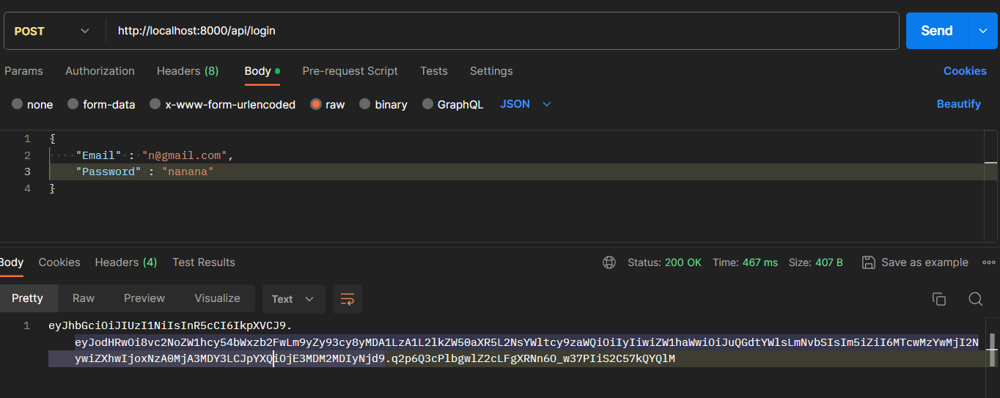 POST http://localhost:8000/api/login Send
Params Authorization Headers (8) Body Pre-request Script Tests Settings Cookies
none form-data x-www-form-urlencoded raw binary GraphQL JSON Beautify
1 {
2 "Email" : "n@gmail.com",
3 "Password" : "nanana"
4 }
Body Cookies Headers (4) Test Results Status: 200 OK Time: 467 ms Size: 407 B Save as example
Pretty Raw Preview Visualize Text
1 eyJhbGciOiJIUzI1NiIsInR5cCI6IkpXVCJ9.
eyJodHRwOi8vc2NoZW1hcy54bWxzb2FwLm9yZy93cy8yMDA1LzA1L2lkZW50aXR5L2NsYWltcy9zaWQiOiIyIiwiZW1haWwiOiJuQGdtYWlsLmNvbSIsIm5iZiI6MTcwMzYwMjI2N
ywiZXhwIjoxNzA0MjA3MDY3LCJpYXQiOjE3MDM2MDIyNjd9.q2p6Q3cPlbgwlZ2cLFgXRNn6O_w37PIiS2C57kQYQlM